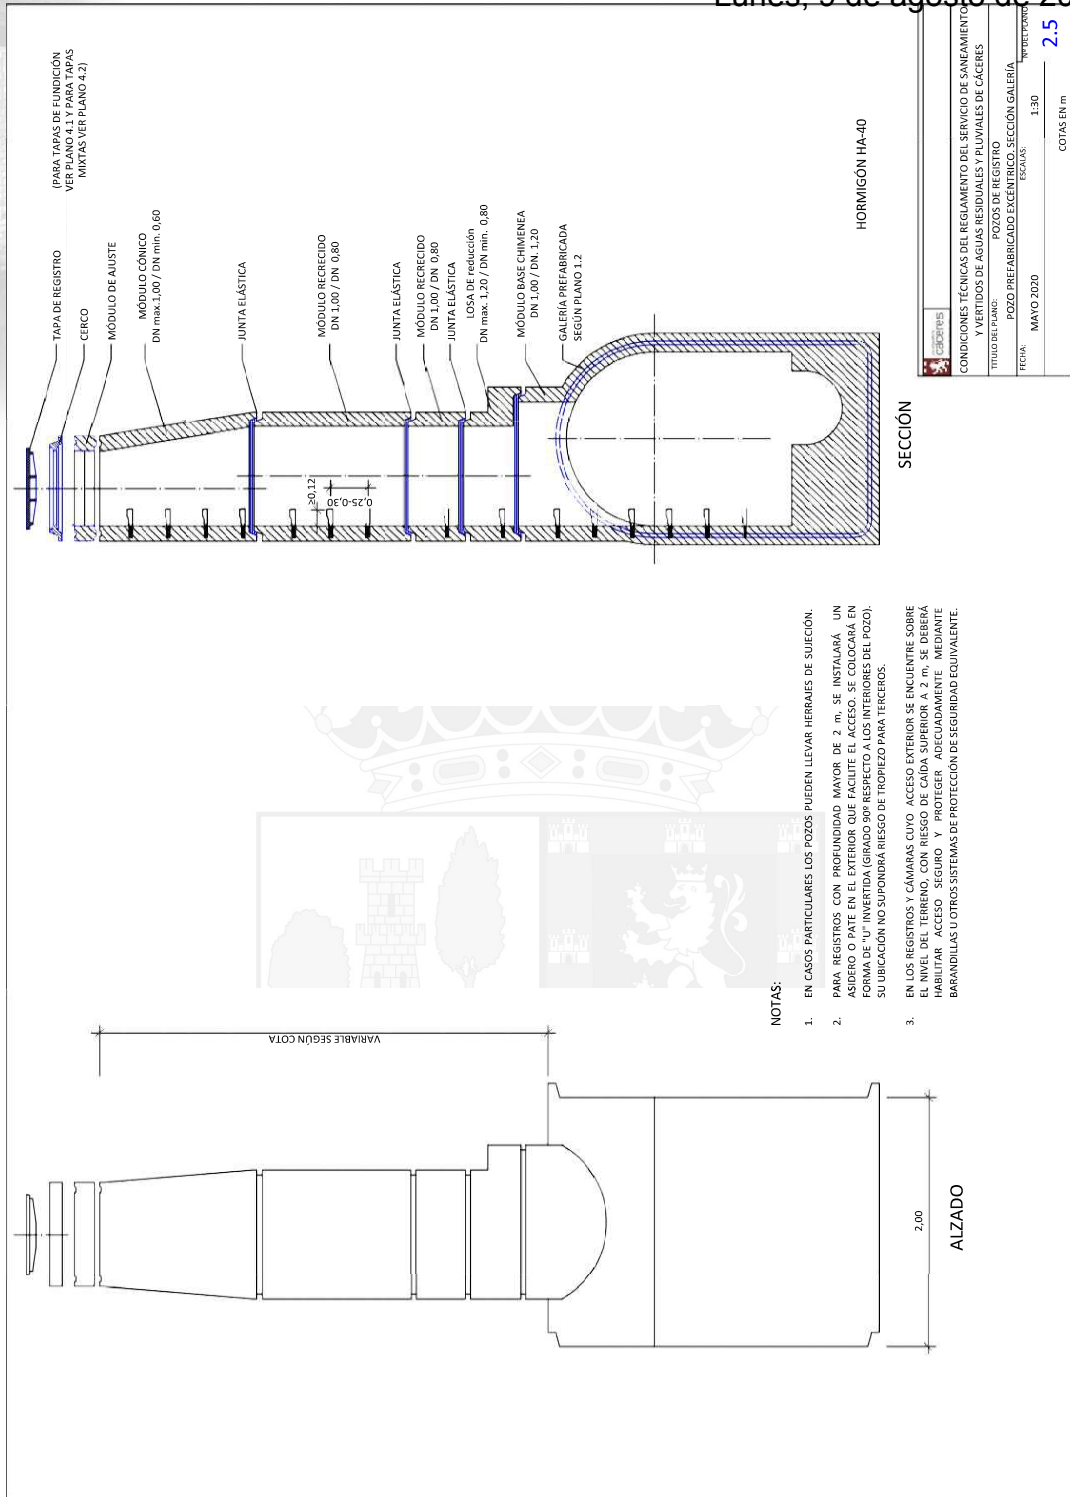 Lunes, 9 de agosto de
(PARA TAPAS DE FUNDICIÓN
VER PLANO 4.1 Y PARA TAPAS
MIXTAS VER PLANO 4.2)
TAPA DE REGISTRO
CERCO
MÓDULO DE AJUSTE
MÓDULO CÓNICO
DN max.1,00 / DN min. 0,60
JUNTA ELÁSTICA
MÓDULO RECRECIDO
DN 1,00 / DN 0,80
JUNTA ELÁSTICA
MÓDULO RECRECIDO
DN 1,00 / DN 0,80
JUNTA ELÁSTICA
LOSA DE reducción
DN max. 1,20 / DN min. 0,80
MÓDULO BASE CHIMENEA
DN 1,00 / DN. 1,20
GALERÍA PREFABRICADA
SEGÚN PLANO 1.2
≥0,12
0,25-0,30
HORMIGÓN HA-40
SECCIÓN
NOTAS:
1. EN CASOS PARTICULARES LOS POZOS PUEDEN LLEVAR HERRAJES DE SUJECIÓN.
2. PARA REGISTROS CON PROFUNDIDAD MAYOR DE 2 m, SE INSTALARÁ UN
ASIDERO O PATE EN EL EXTERIOR QUE FACILITE EL ACCESO. SE COLOCARÁ EN
FORMA DE "U" INVERTIDA (GIRADO 90º RESPECTO A LOS INTERIORES DEL POZO).
SU UBICACIÓN NO SUPONDRÁ RIESGO DE TROPIEZO PARA TERCEROS.
3. EN LOS REGISTROS Y CÁMARAS CUYO ACCESO EXTERIOR SE ENCUENTRE SOBRE
EL NIVEL DEL TERRENO, CON RIESGO DE CAÍDA SUPERIOR A 2 m, SE DEBERÁ
HABILITAR ACCESO SEGURO Y PROTEGER ADECUADAMENTE MEDIANTE
BARANDILLAS U OTROS SISTEMAS DE PROTECCIÓN DE SEGURIDAD EQUIVALENTE.
VARIABLE SEGÚN COTA
2,00
ALZADO
cáceres
CONDICIONES TÉCNICAS DEL REGLAMENTO DEL SERVICIO DE SANEAMIENTO
Y VERTIDOS DE AGUAS RESIDUALES Y PLUVIALES DE CÁCERES
TITULO DEL PLANO:
POZOS DE REGISTRO
POZO PREFABRICADO EXCÉNTRICO. SECCIÓN GALERÍA
Nº DEL PLANO
2.5
FECHA:
MAYO 2020
ESCALAS:
1:30
COTAS EN m